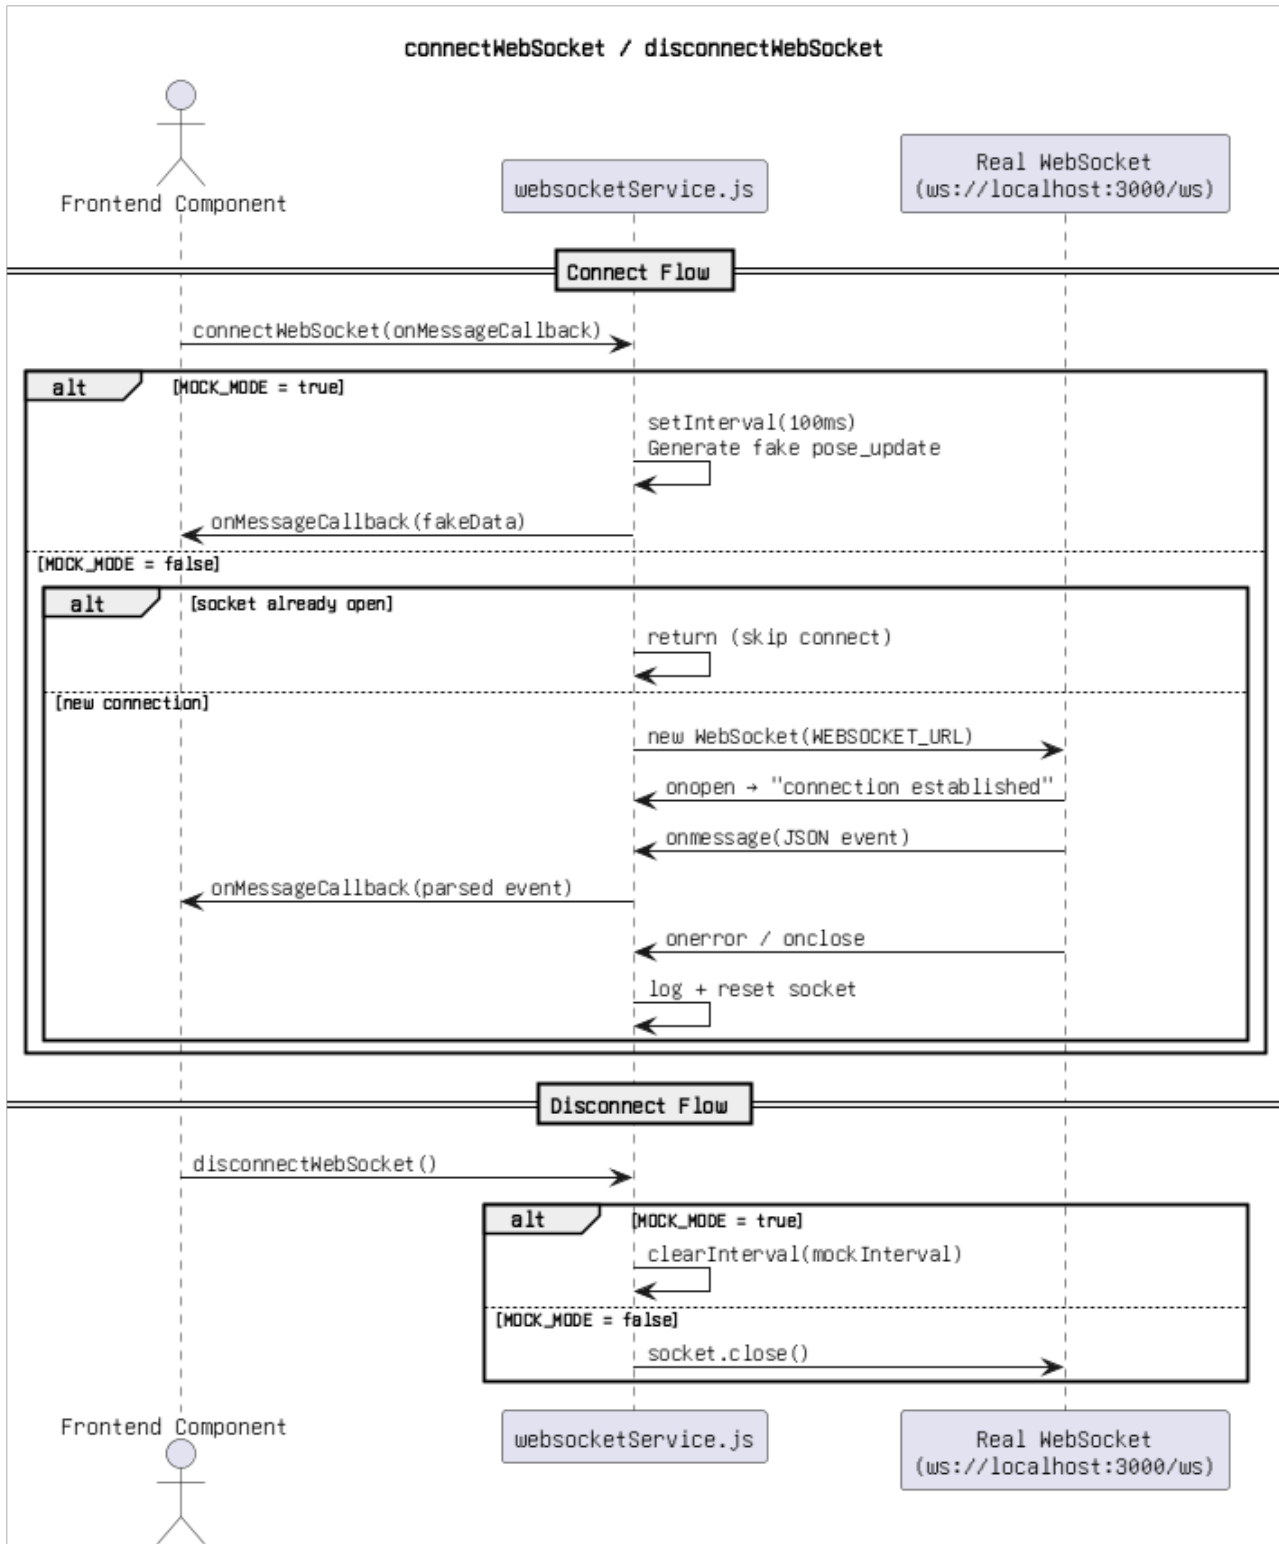 connectWebSocket / disconnectWebSocket
Frontend Component
websocketService.js
Real WebSocket
(ws://localhost:3000/ws)
Connect Flow
connectWebSocket(onMessageCallback)
alt
[MOCK_MODE = true]
setInterval(100ms)
Generate fake pose_update
onMessageCallback(fakeData)
[MOCK_MODE = false]
alt
[socket already open]
return (skip connect)
[new connection]
new WebSocket(WEBSOCKET_URL)
onopen → "connection established"
onmessage(JSON event)
onMessageCallback(parsed event)
onerror / onclose
log + reset socket
Disconnect Flow
disconnectWebSocket()
alt
[MOCK_MODE = true]
clearInterval(mockInterval)
[MOCK_MODE = false]
socket.close()
Frontend Component
websocketService.js
Real WebSocket
(ws://localhost:3000/ws)